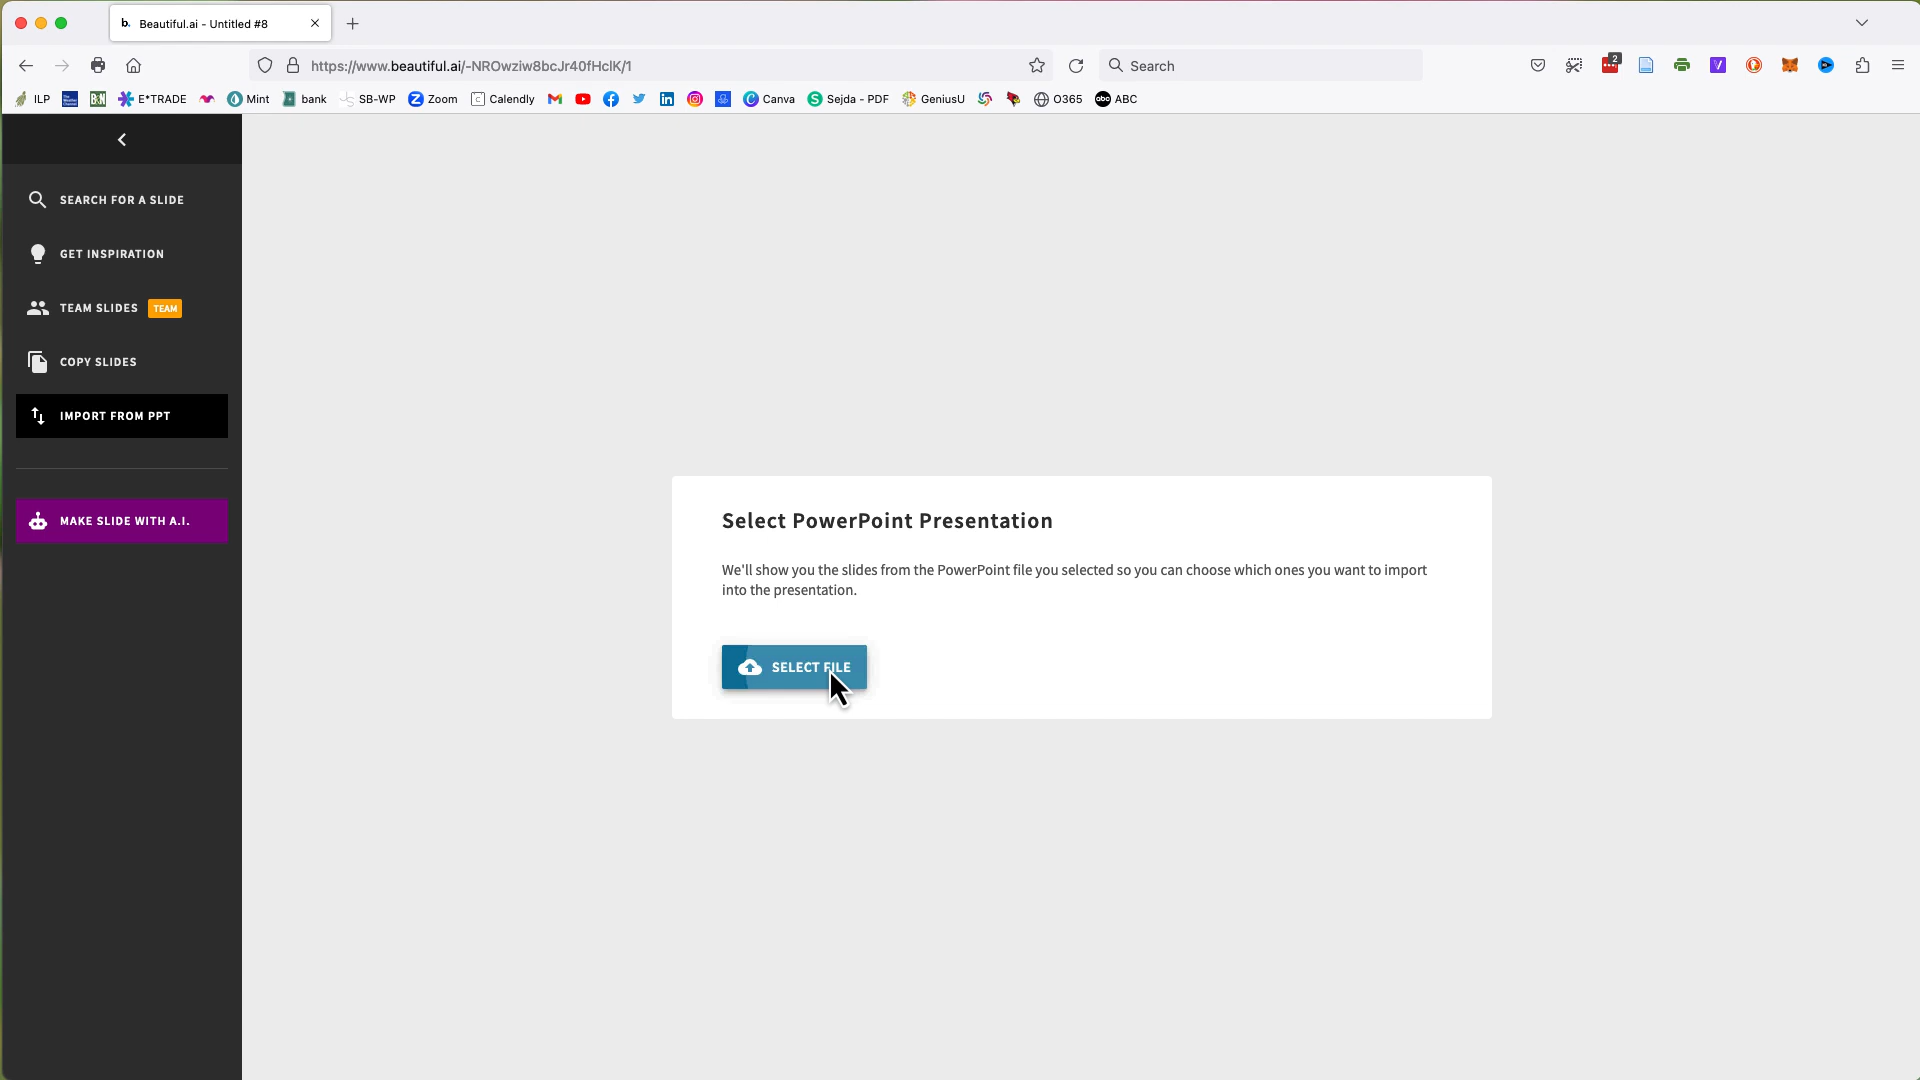 b. Beautiful.ai - Untitled #8
https://www.beautiful.ai/-NROwziw8bcJr40fHclK/1
Search
2
ILP
B&N
E*TRADE
Mint
bank
SB-WP
Zoom
Calendly
Canva
Sejda - PDF
GeniusU
O365
abc ABC
SEARCH FOR A SLIDE
GET INSPIRATION
TEAM SLIDES TEAM
COPY SLIDES
IMPORT FROM PPT
MAKE SLIDE WITH A.I.
Select PowerPoint Presentation
We'll show you the slides from the PowerPoint file you selected so you can choose which ones you want to import
into the presentation.
SELECT FILE